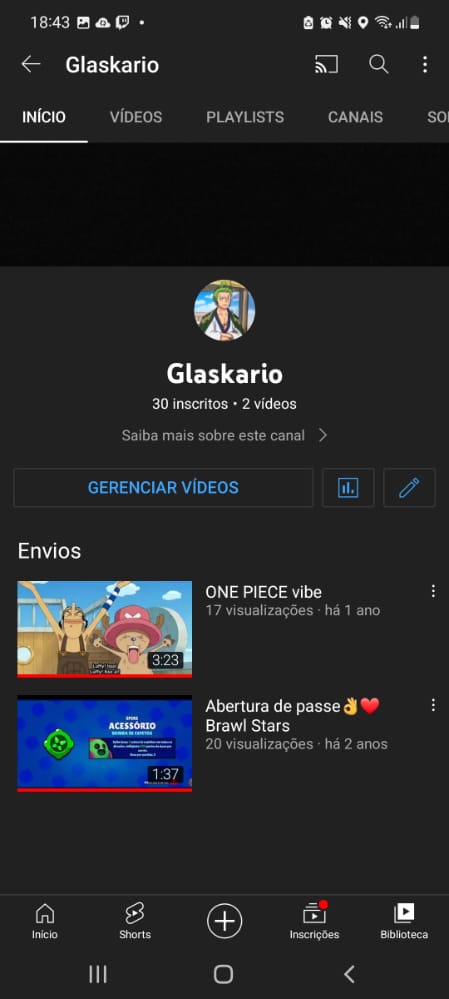 18:43
Glaskario
INÍCIO VÍDEOS PLAYLISTS CANAIS SO
Glaskario
30 inscritos • 2 vídeos
Saiba mais sobre este canal
GERENCIAR VÍDEOS
Envios
ONE PIECE vibe
17 visualizações · há 1 ano
3:23
Abertura de passe👌❤️
Brawl Stars
20 visualizações · há 2 anos
SPIKE
ACESSÓRIO
1:37
Início Shorts Inscrições Biblioteca